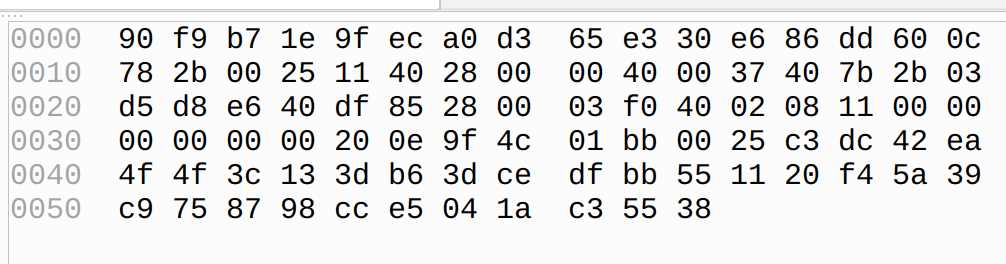 0000 90 f9 b7 1e 9f ec a0 d3 65 e3 30 e6 86 dd 60 0c
0010 78 2b 00 25 11 40 28 00 00 40 00 37 40 7b 2b 03
0020 d5 d8 e6 40 df 85 28 00 03 f0 40 02 08 11 00 00
0030 00 00 00 00 20 0e 9f 4c 01 bb 00 25 c3 dc 42 ea
0040 4f 4f 3c 13 3d b6 3d ce df bb 55 11 20 f4 5a 39
0050 c9 75 87 98 cc e5 04 1a c3 55 38